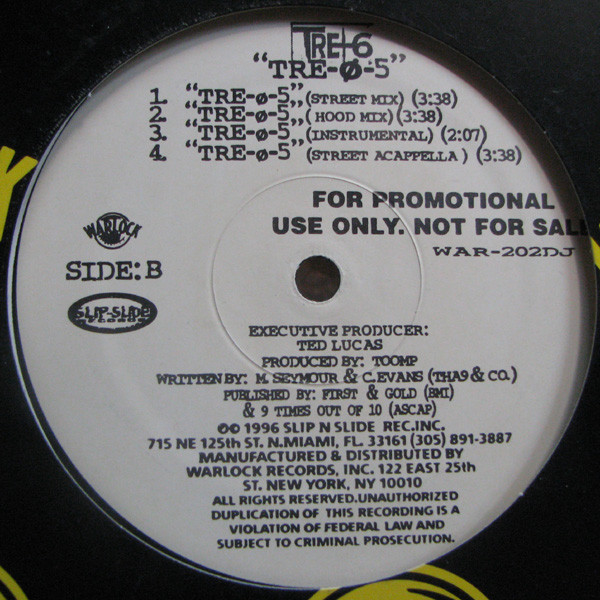 TRE+6
"TRE-Ø-5"
1. "TRE-Ø-5" (STREET MIX) (3:38)
2. "TRE-Ø-5" (HOOD MIX) (3:38)
3. "TRE-Ø-5" (INSTRUMENTAL) (2:07)
4. "TRE-Ø-5" (STREET ACAPPELLA) (3:38)
FOR PROMOTIONAL
USE ONLY. NOT FOR SALE
WAR-202DJ
WARLOCK
SIDE: B
SLIP-N-SLIDE
RECORDS
EXECUTIVE PRODUCER:
TED LUCAS
PRODUCED BY: TOOMP
WRITTEN BY: M. SEYMOUR & C.EVANS (THA9 & CO.)
PUBLISHED BY: FIRST & GOLD (BMI)
& 9 TIMES OUT OF 10 (ASCAP)
©℗ 1996 SLIP N SLIDE REC.INC.
715 NE 125th ST. N.MIAMI, FL. 33161 (305) 891-3887
MANUFACTURED & DISTRIBUTED BY
WARLOCK RECORDS, INC. 122 EAST 25th
ST. NEW YORK, NY 10010
ALL RIGHTS RESERVED.UNAUTHORIZED
DUPLICATION OF THIS RECORDING IS A
VIOLATION OF FEDERAL LAW AND
SUBJECT TO CRIMINAL PROSECUTION.